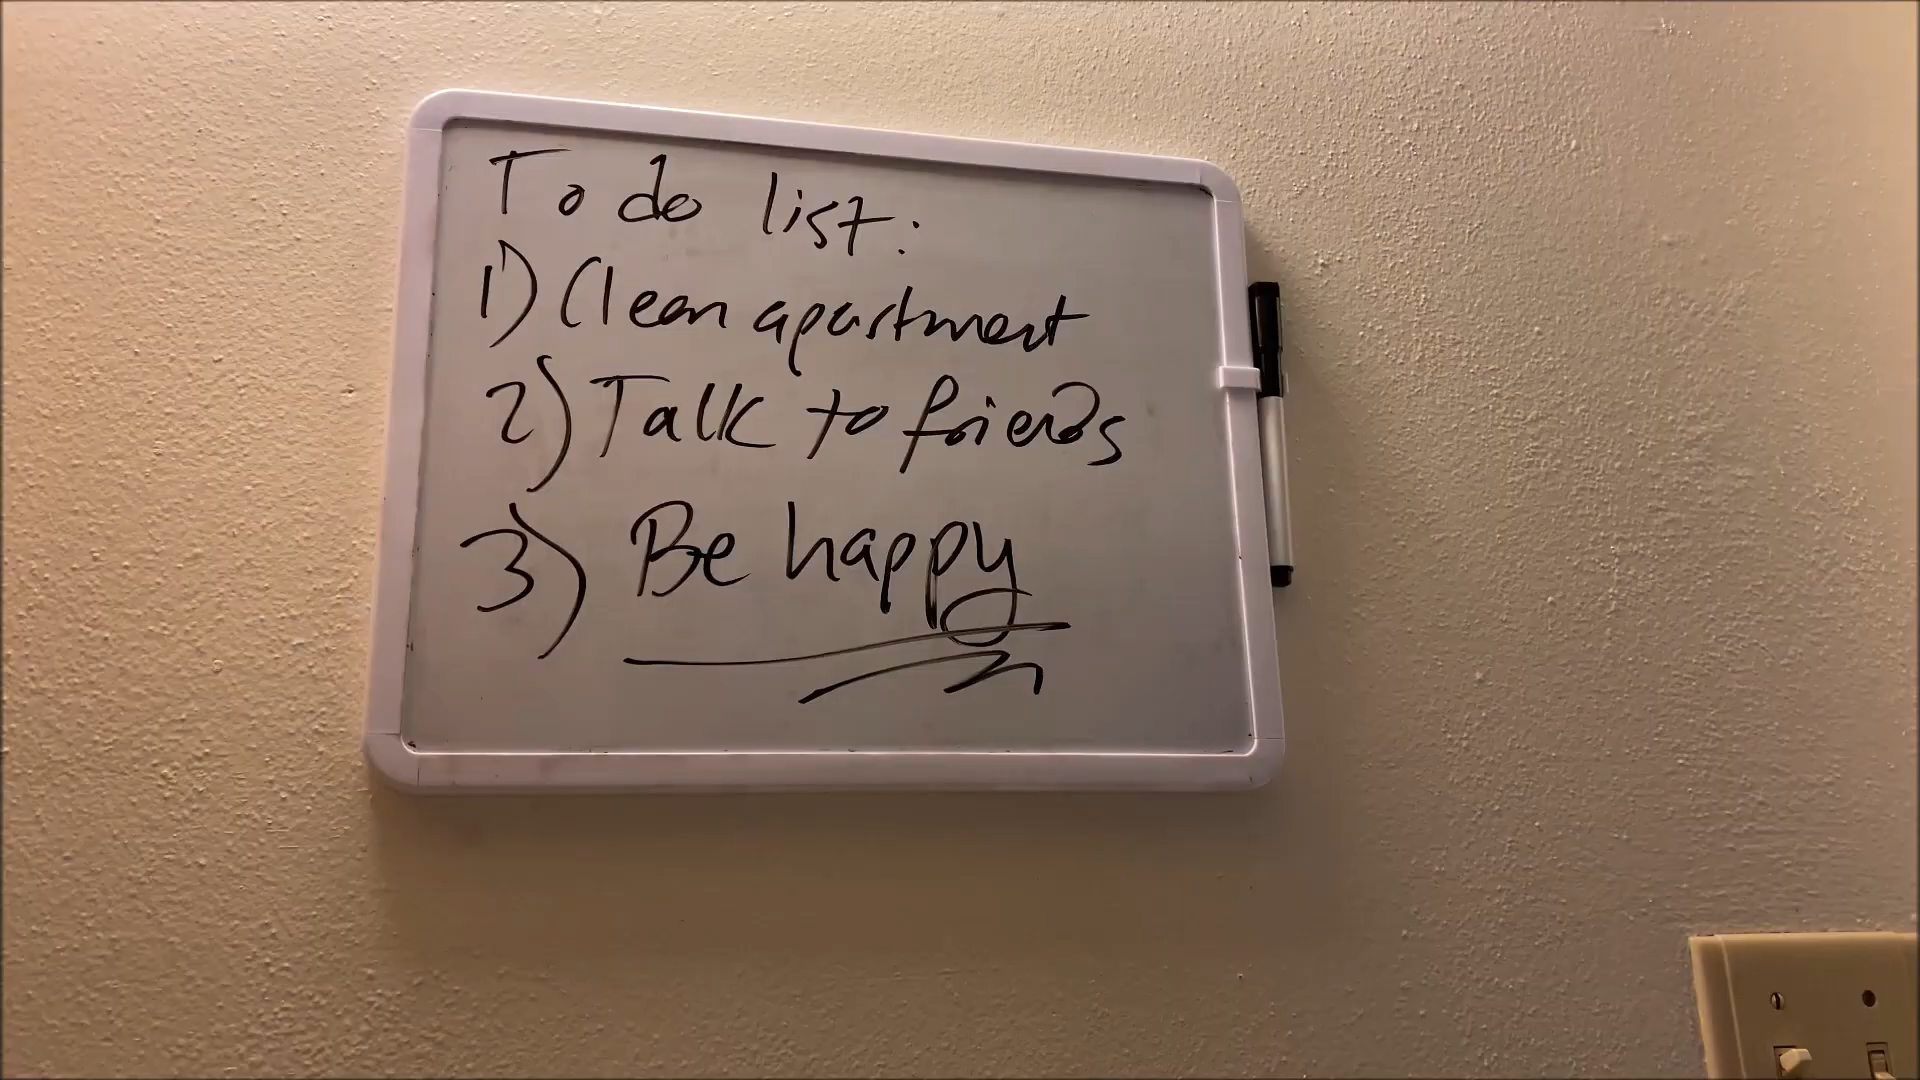 To do list:
1) Clean apartment
2) Talk to friends
3) Be happy